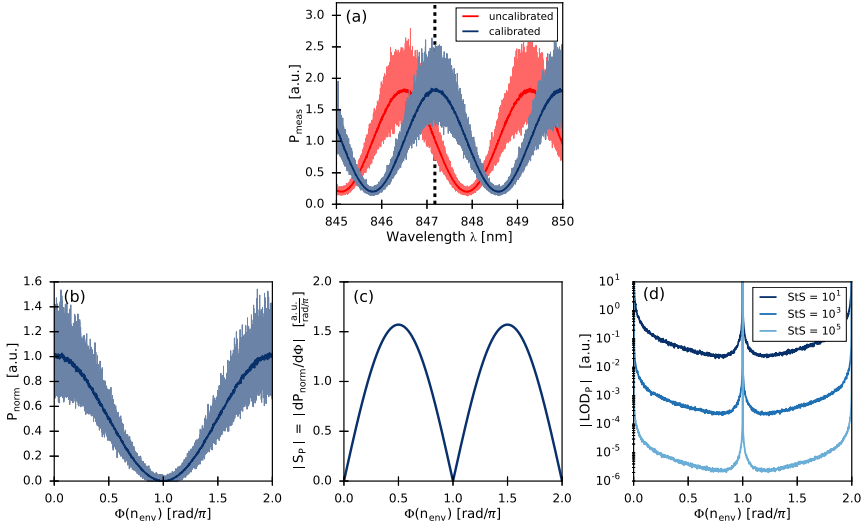 (a)
uncalibrated
calibrated
P_meas [a.u.]
3.0
2.5
2.0
1.5
1.0
0.5
0.0
845 846 847 848 849 850
Wavelength λ [nm]
(b)
P_norm [a.u.]
1.6
1.4
1.2
1.0
0.8
0.6
0.4
0.2
0.0
0.0 0.5 1.0 1.5 2.0
Φ(n_env) [rad/π]
(c)
|S_P| = |dP_norm/dΦ| [a.u./rad/π]
2.0
1.5
1.0
0.5
0.0
0.0 0.5 1.0 1.5 2.0
Φ(n_env) [rad/π]
(d)
StS = 10^1
StS = 10^3
StS = 10^5
|LOD_P| [a.u.]
10^1
10^0
10^-1
10^-2
10^-3
10^-4
10^-5
10^-6
0.0 0.5 1.0 1.5 2.0
Φ(n_env) [rad/π]